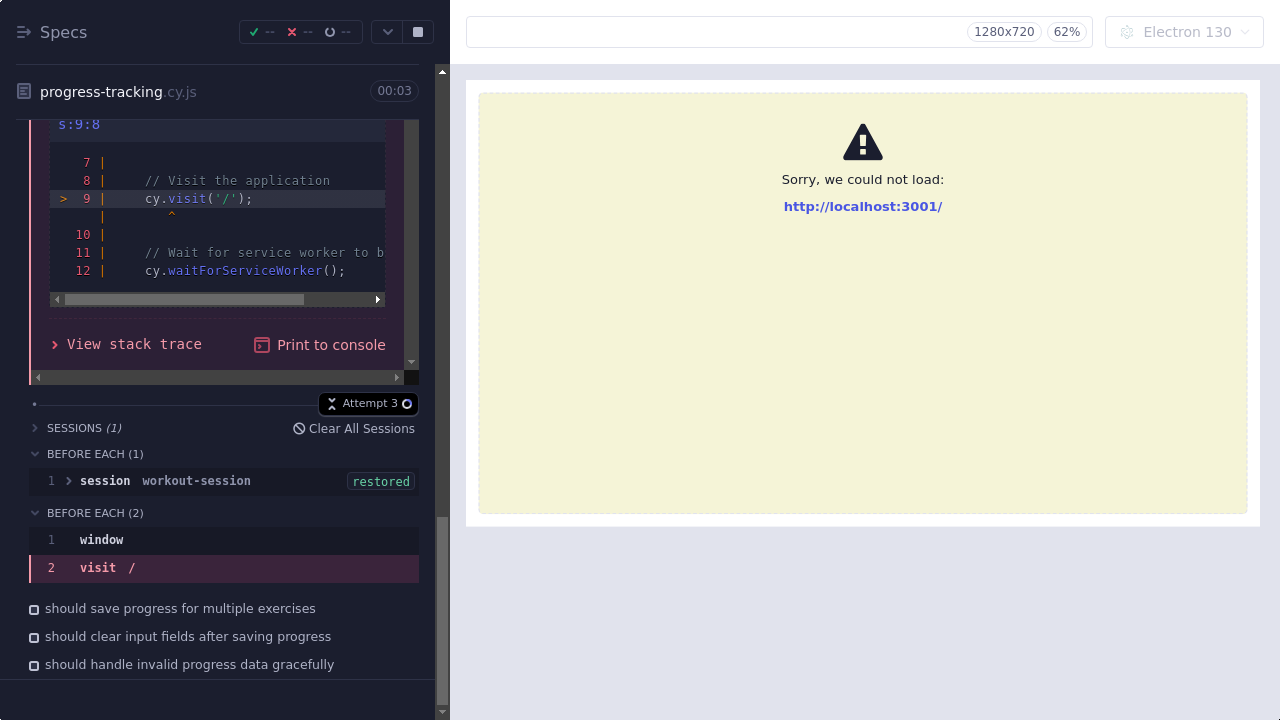 Specs
--
--
--
1280x720
62%
Electron 130
progress-tracking.cy.js
00:03
s:9:8
7 |
8 | // Visit the application
> 9 | cy.visit('/');
| ^
10 |
11 | // Wait for service worker to b
12 | cy.waitForServiceWorker();
View stack trace
Print to console
Attempt 3
SESSIONS (1)
Clear All Sessions
BEFORE EACH (1)
1 session workout-session restored
BEFORE EACH (2)
1 window
2 visit /
should save progress for multiple exercises
should clear input fields after saving progress
should handle invalid progress data gracefully
Sorry, we could not load:
http://localhost:3001/